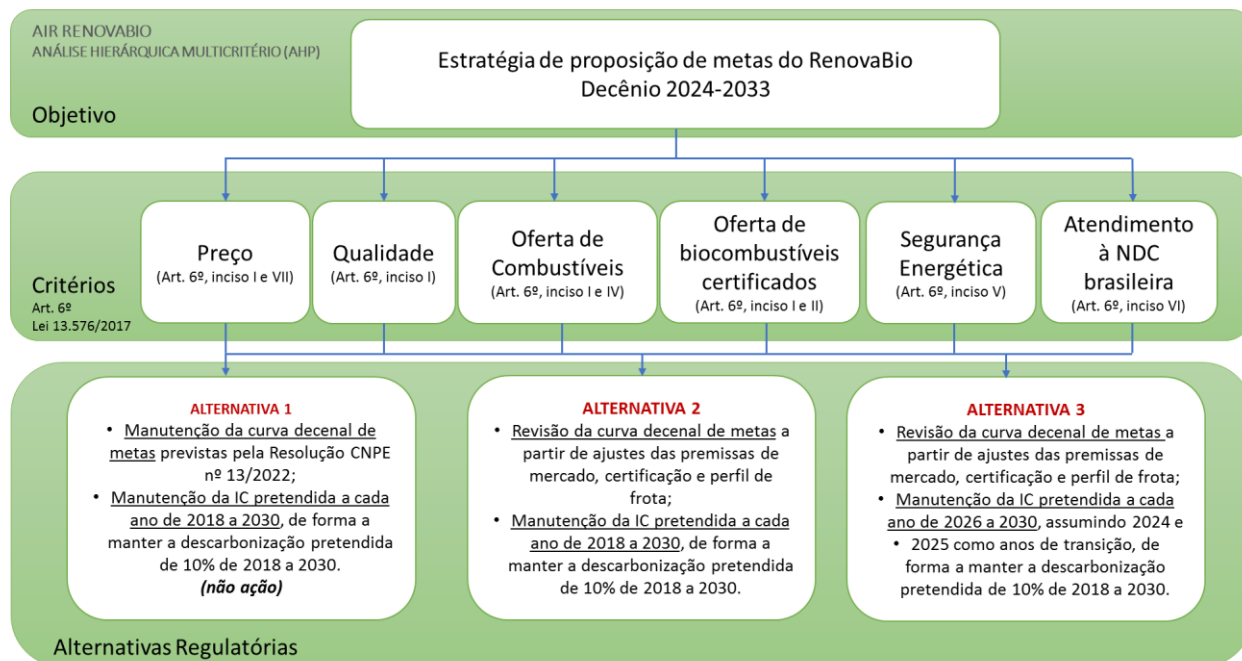 AIR RENOVABIO
ANÁLISE HIERÁRQUICA MULTICRITÉRIO (AHP)
Estratégia de proposição de metas do RenovaBio
Decênio 2024-2033
Objetivo
Preço
(Art. 6º, inciso I e VII)
Qualidade
(Art. 6º, inciso I)
Oferta de
Combustíveis
(Art. 6º, inciso I e IV)
Oferta de
biocombustíveis
certificados
(Art. 6º, inciso I e II)
Segurança
Energética
(Art. 6º, inciso V)
Atendimento
à NDC
brasileira
(Art. 6º, inciso VI)
Critérios
Art. 6º
Lei 13.576/2017
ALTERNATIVA 1
• Manutenção da curva decenal de
metas previstas pela Resolução CNPE
nº 13/2022;
• Manutenção da IC pretendida a cada
ano de 2018 a 2030, de forma a
manter a descarbonização pretendida
de 10% de 2018 a 2030.
(não ação)
ALTERNATIVA 2
• Revisão da curva decenal de metas a
partir de ajustes das premissas de
mercado, certificação e perfil de
frota;
• Manutenção da IC pretendida a cada
ano de 2018 a 2030, de forma a
manter a descarbonização pretendida
de 10% de 2018 a 2030.
ALTERNATIVA 3
• Revisão da curva decenal de metas a
partir de ajustes das premissas de
mercado, certificação e perfil de
frota;
• Manutenção da IC pretendida a cada
ano de 2026 a 2030, assumindo 2024 e
• 2025 como anos de transição, de
forma a manter a descarbonização
pretendida de 10% de 2018 a 2030.
Alternativas Regulatórias